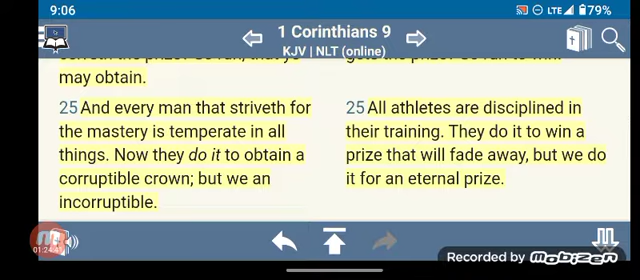 9:06
LTE 79%
1 Corinthians 9
KJV | NLT (online)
may obtain.
25 And every man that striveth for
the mastery is temperate in all
things. Now they do it to obtain a
corruptible crown; but we an
incorruptible.
25 All athletes are disciplined in
their training. They do it to win a
prize that will fade away, but we do
it for an eternal prize.
Recorded by
mobizen